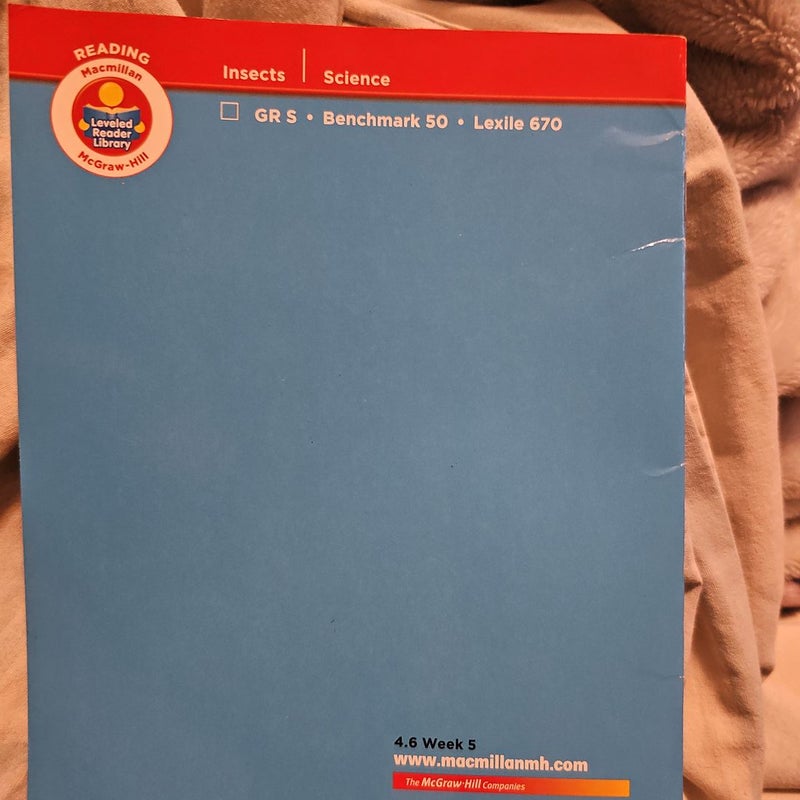 READING
Macmillan
Leveled
Reader
Library
McGraw-Hill
Insects | Science
GR S • Benchmark 50 • Lexile 670
4.6 Week 5
www.macmillanmh.com
The McGraw·Hill Companies